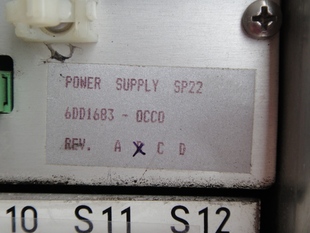 POWER SUPPLY SP22
6DD1683 - 0CC0
REV. A B C D
10 S11 S12